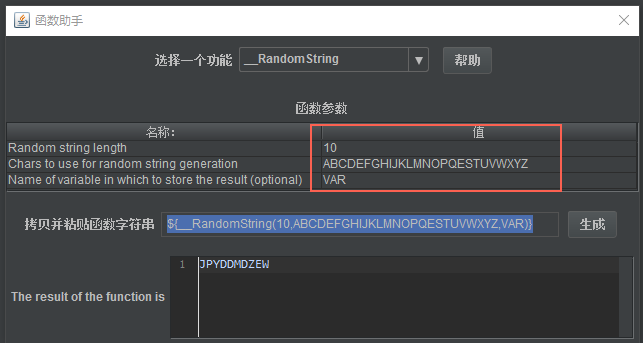 函数助手
选择一个功能 __RandomString 帮助
函数参数
名称: 值
Random string length 10
Chars to use for random string generation ABCDEFGHIJKLMNOPQESTUVWXYZ
Name of variable in which to store the result (optional) VAR
拷贝并粘贴函数字符串 ${__RandomString(10,ABCDEFGHIJKLMNOPQESTUVWXYZ,VAR)} 生成
1 JPYDDMDZEW
The result of the function is